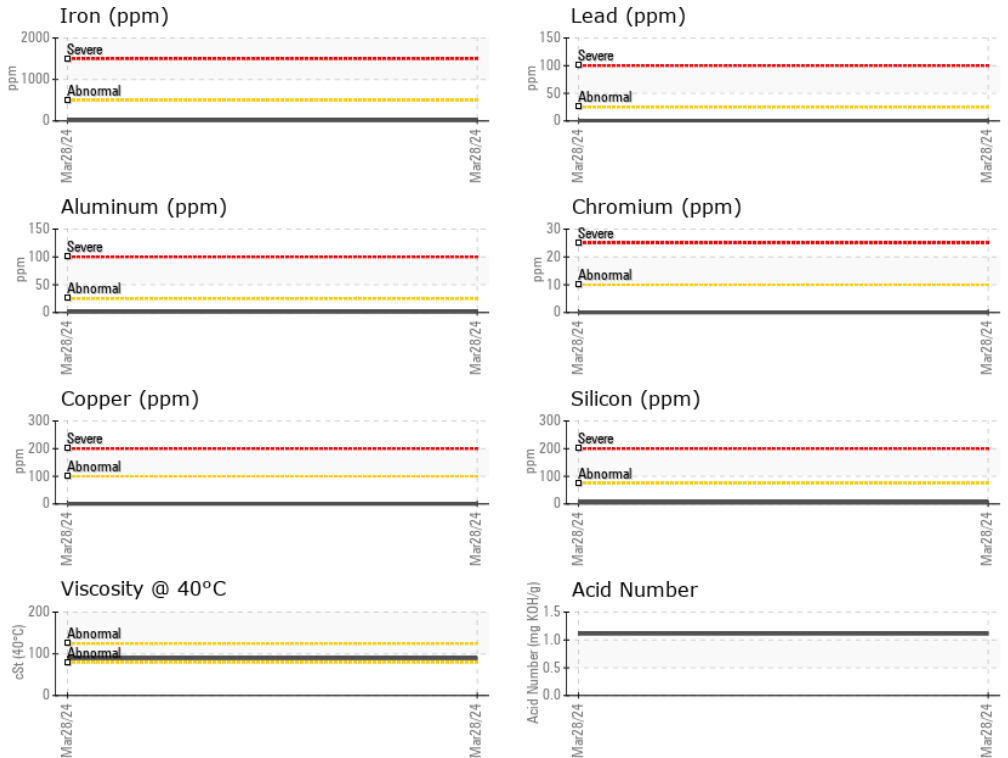 Iron (ppm)
2000
1000
0
ppm
Severe
Abnormal
Mar28/24
Mar28/24
Lead (ppm)
150
100
50
0
ppm
Severe
Abnormal
Mar28/24
Mar28/24
Aluminum (ppm)
150
100
50
0
ppm
Severe
Abnormal
Mar28/24
Mar28/24
Chromium (ppm)
30
20
10
0
ppm
Severe
Abnormal
Mar28/24
Mar28/24
Copper (ppm)
300
200
100
0
ppm
Severe
Abnormal
Mar28/24
Mar28/24
Silicon (ppm)
300
200
100
0
ppm
Severe
Abnormal
Mar28/24
Mar28/24
Viscosity @ 40°C
200
100
0
cSt (40°C)
Abnormal
Abnormal
Mar28/24
Mar28/24
Acid Number
1.5
1.0
0.5
0.0
Acid Number (mg KOH/g)
Mar28/24
Mar28/24